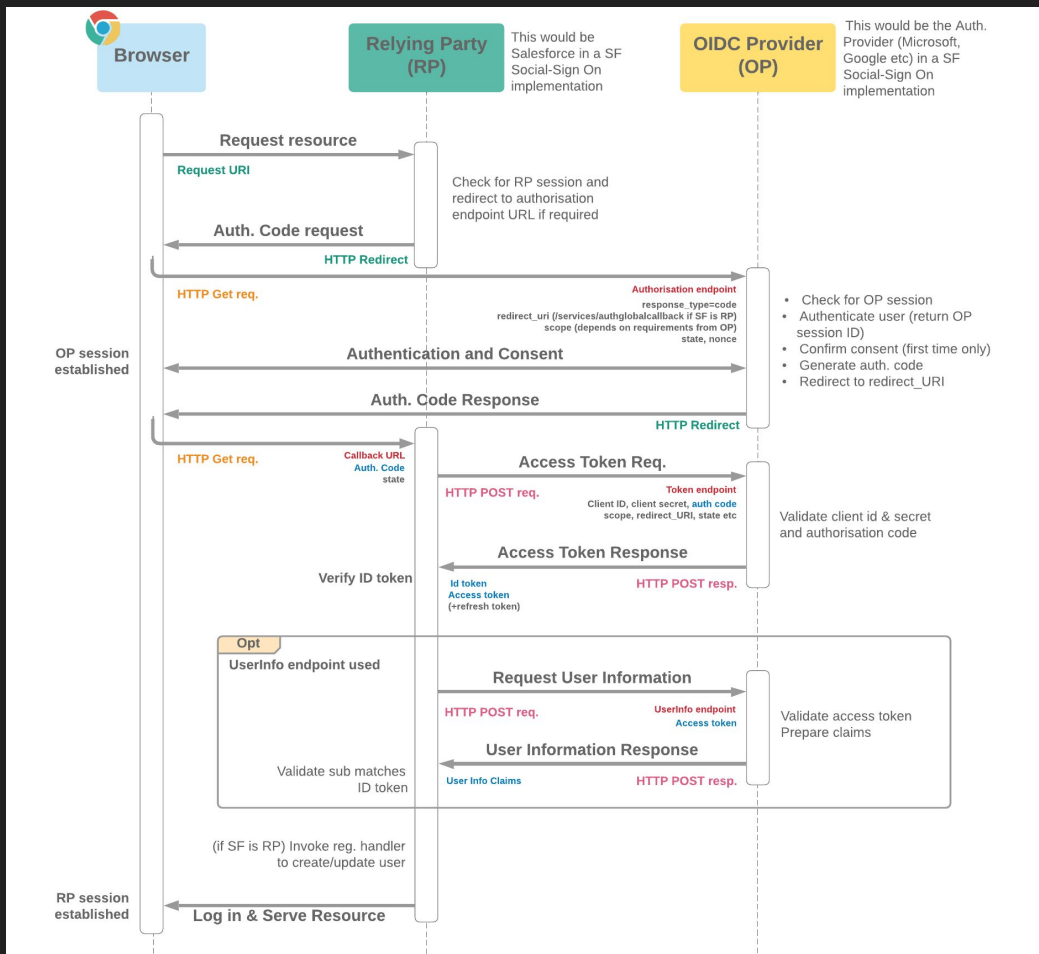 Browser
Relying Party
(RP)
This would be
Salesforce in a SF
Social-Sign On
implementation
OIDC Provider
(OP)
This would be the Auth.
Provider (Microsoft,
Google etc) in a SF
Social-Sign On
implementation
Request resource
Request URI
Check for RP session and
redirect to authorisation
endpoint URL if required
Auth. Code request
HTTP Redirect
HTTP Get req.
Authorisation endpoint
response_type=code
redirect_uri (/services/authglobalcallback if SF is RP)
scope (depends on requirements from OP)
state, nonce
• Check for OP session
• Authenticate user (return OP
session ID)
• Confirm consent (first time only)
• Generate auth. code
• Redirect to redirect_URI
OP session
established
Authentication and Consent
Auth. Code Response
HTTP Redirect
HTTP Get req.
Callback URL
Auth. Code
state
Access Token Req.
HTTP POST req.
Token endpoint
Client ID, client secret, auth code
scope, redirect_URI, state etc
Validate client id & secret
and authorisation code
Access Token Response
Verify ID token
Id token
Access token
(+refresh token)
HTTP POST resp.
Opt
UserInfo endpoint used
Request User Information
HTTP POST req.
UserInfo endpoint
Access token
Validate access token
Prepare claims
User Information Response
Validate sub matches
ID token
User Info Claims
HTTP POST resp.
(if SF is RP) Invoke reg. handler
to create/update user
RP session
established
Log in & Serve Resource